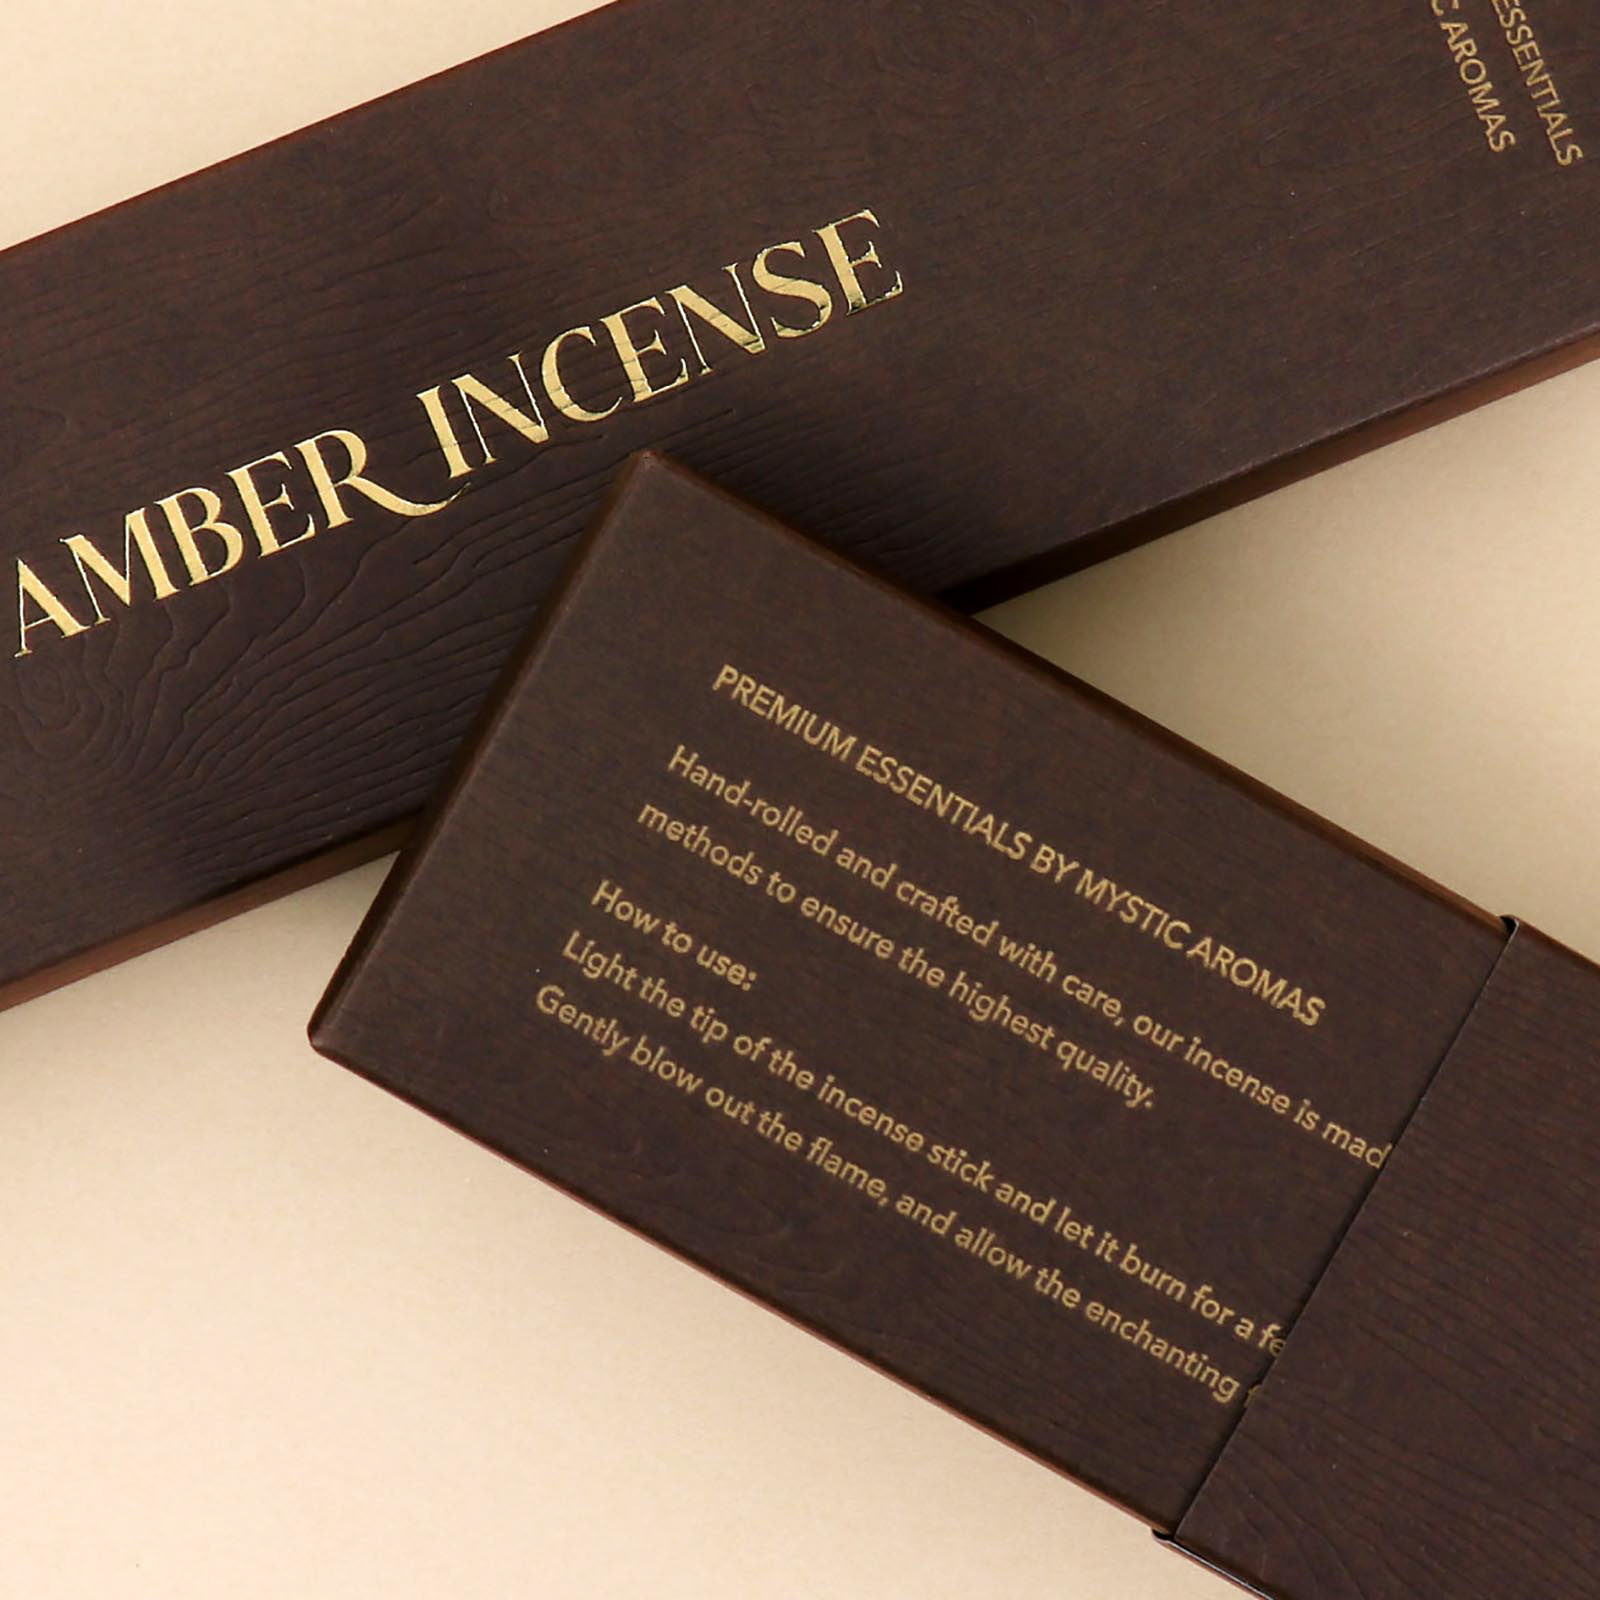 ESSENTIALS
C AROMAS
AMBER INCENSE
PREMIUM ESSENTIALS BY MYSTIC AROMAS
Hand-rolled and crafted with care, our incense is mad
methods to ensure the highest quality.
How to use:
Light the tip of the incense stick and let it burn for a fe
Gently blow out the flame, and allow the enchanting